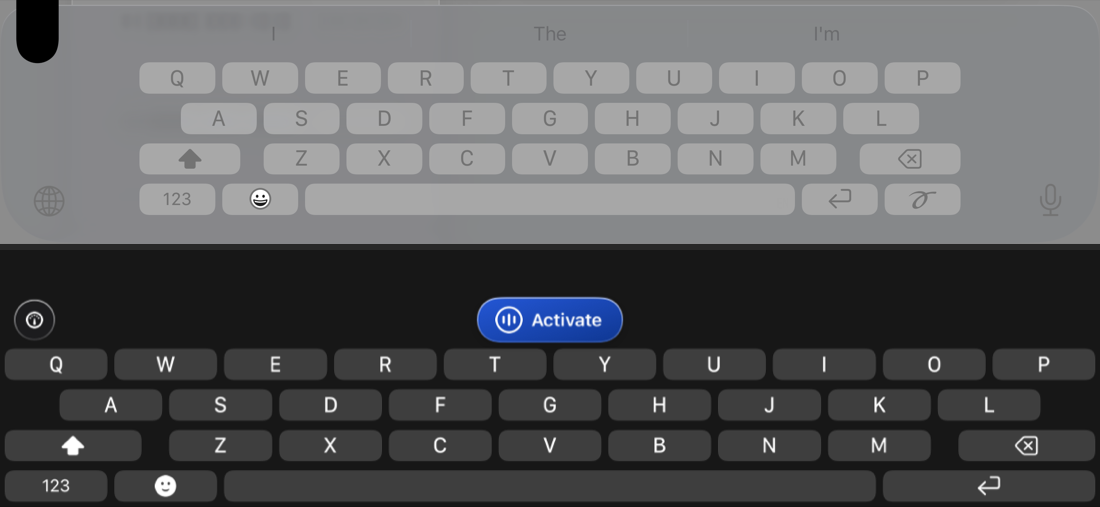 I The I'm
Q W E R T Y U I O P
A S D F G H J K L
Z X C V B N M
123
Activate
Q W E R T Y U I O P
A S D F G H J K L
Z X C V B N M
123